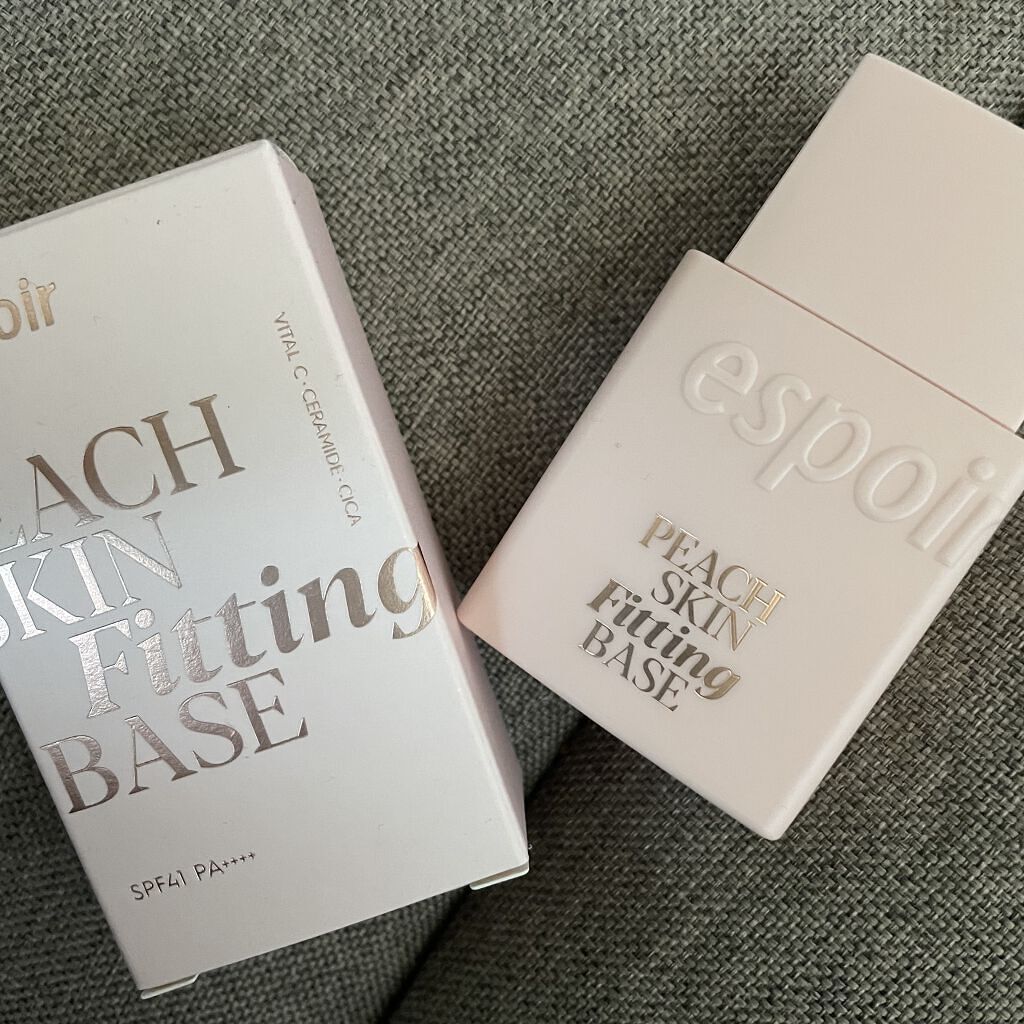 oir
VITAL C · CERAMIDE · CICA
EACH
SKIN
Fitting
BASE
SPF41 PA++++
espoir
PEACH
SKIN
Fitting
BASE